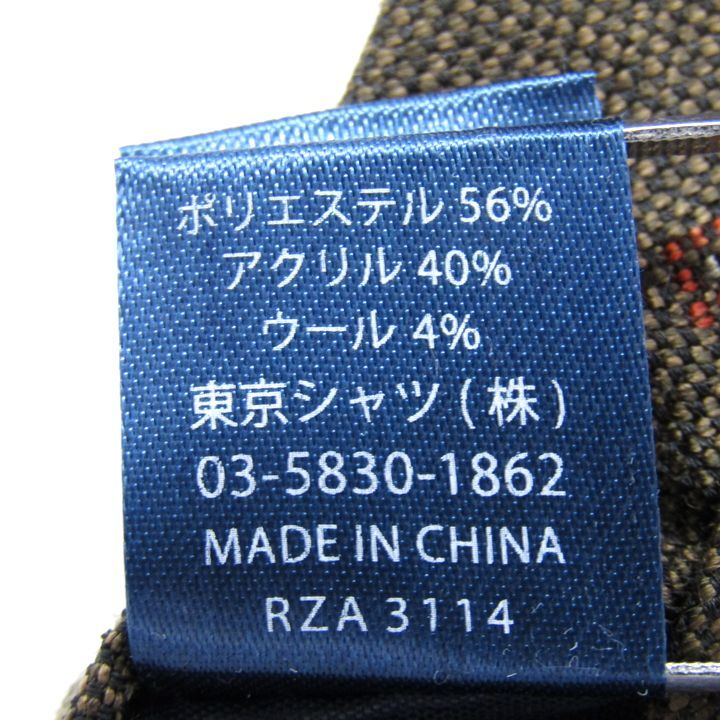 ポリエステル 56%
アクリル 40%
ウール 4%
東京シャツ ( 株 )
03-5830-1862
MADE IN CHINA
RZA 3114